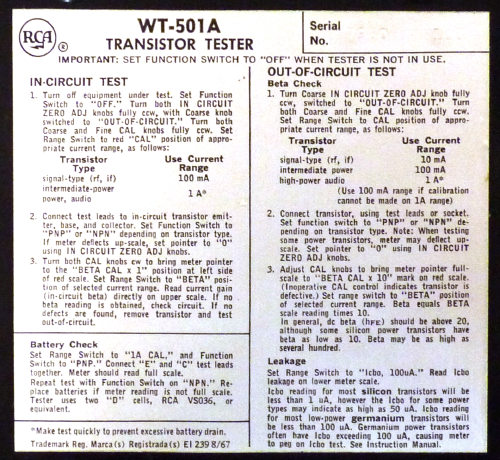 RCA ®
WT-501A
TRANSISTOR TESTER
Serial
No.
IMPORTANT: SET FUNCTION SWITCH TO "OFF" WHEN TESTER IS NOT IN USE.
IN-CIRCUIT TEST
1. Turn off equipment under test. Set Function
Switch to "OFF." Turn both IN CIRCUIT
ZERO ADJ knobs fully ccw, with Coarse knob
switched to "OUT-OF-CIRCUIT." Turn both
Coarse and Fine CAL knobs fully ccw. Set
Range Switch to red "CAL" position of appro-
priate current range, as follows:
Transistor Use Current
Type Range
signal-type (rf, if) 100 mA
intermediate-power
power, audio 1 A*
2. Connect test leads to in-circuit transistor emit-
ter, base, and collector. Set Function Switch to
"PNP" or "NPN" depending on transistor type.
If meter deflects up-scale, set pointer to "0"
using IN CIRCUIT ZERO ADJ knobs.
3. Turn both CAL knobs cw to bring meter pointer
to the "BETA CAL x 1" position at left side
of red scale. Set Range Switch to "BETA" posi-
tion of selected current range. Read current gain
(in-circuit beta) directly on upper scale. If no
beta reading is obtained, check circuit. If no
defects are found, remove transistor and test
out-of-circuit.
Battery Check
Set Range Switch to "1A CAL," and Function
Switch to "PNP." Connect "E" and "C" test leads
together. Meter should read full scale.
Repeat test with Function Switch on "NPN." Re-
place batteries if meter reading is not full scale.
Tester uses two "D" cells, RCA VS036, or
equivalent.
*Make test quickly to prevent excessive battery drain.
Trademark Reg. Marca(s) Registrada(s) EI 239 8/67
OUT-OF-CIRCUIT TEST
Beta Check
1. Turn Coarse IN CIRCUIT ZERO ADJ knob fully
ccw, switched to "OUT-OF-CIRCUIT." Turn both
Coarse and Fine CAL knobs fully ccw. Set
Range Switch to CAL position of appropriate
current range, as follows:
Transistor Use Current
Type Range
signal-type (rf, if) 10 mA
intermediate-power 100 mA
high-power audio 1 A*
(Use 100 mA range if calibration
cannot be made on 1A range)
2. Connect transistor, using test leads or socket.
Set function switch to "PNP" or "NPN" de-
pending on transistor type. Note: When testing
some power transistors, meter may deflect up-
scale. Set pointer to "0" using IN CIRCUIT
ZERO ADJ knobs.
3. Adjust CAL knobs to bring meter pointer full-
scale to "BETA CAL x 10" mark on red scale.
(Inoperative CAL control indicates transistor is
defective.) Set range switch to "BETA" position
of selected current range. Beta equals BETA
scale reading times 10.
In general, dc beta (hFE) should be above 20,
although some silicon power transistors have
beta as low as 10. Beta may be as high as
several hundred.
Leakage
Set Range Switch to "Icbo, 100uA." Read Icbo
leakage on lower meter scale.
Icbo reading for most silicon transistors will be
less than 1 uA, however the Icbo for some power
types may indicate as high as 50 uA. Icbo reading
for most low-power germanium transistors will
be less than 100 uA. Germanium power transistors
often have Icbo exceeding 100 uA, causing meter
to peg on Icbo test. See Instruction Manual.